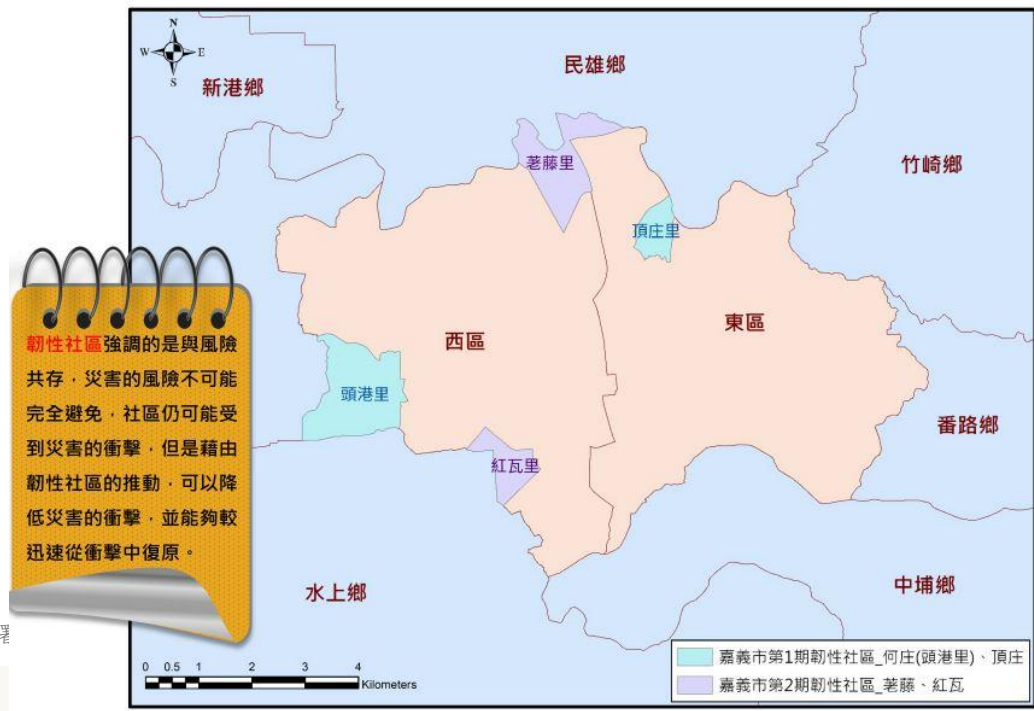 N
W
E
S
新港鄉
民雄鄉
竹崎鄉
荖藤里
頂庄里
西區
東區
頭港里
紅瓦里
番路鄉
水上鄉
中埔鄉
韌性社區強調的是與風險
共存，災害的風險不可能
完全避免，社區仍可能受
到災害的衝擊，但是藉由
韌性社區的推動，可以降
低災害的衝擊，並能夠較
迅速從衝擊中復原。
0 0.5 1 2 3 4
Kilometers
嘉義市第1期韌性社區_何庄(頭港里)、頂庄
嘉義市第2期韌性社區_荖藤、紅瓦